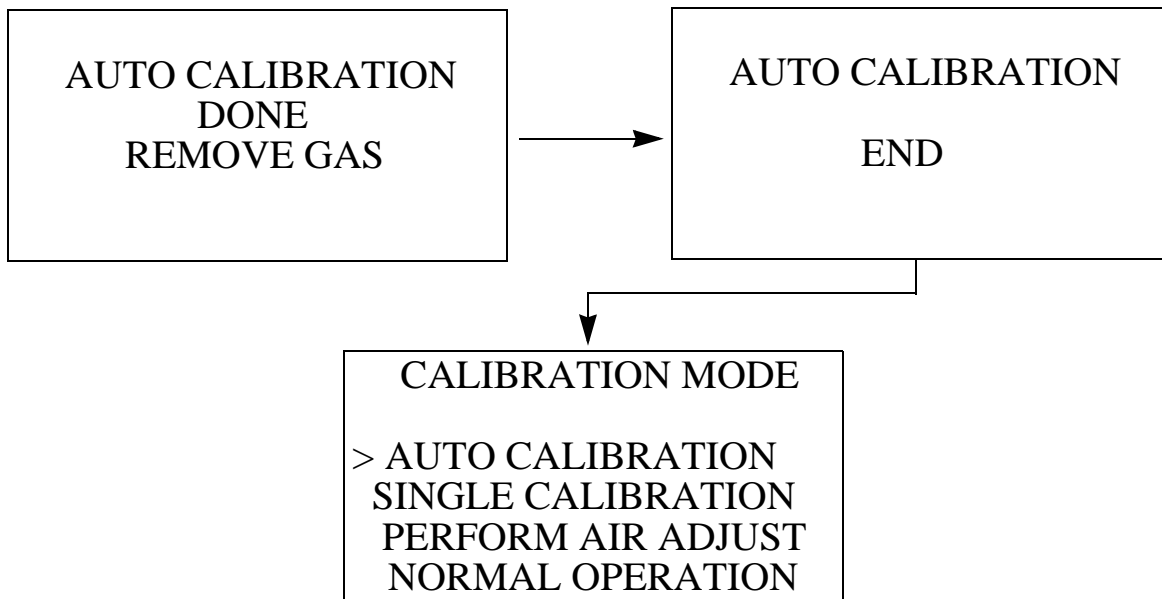 AUTO CALIBRATION
DONE
REMOVE GAS
AUTO CALIBRATION
END
CALIBRATION MODE
> AUTO CALIBRATION
SINGLE CALIBRATION
PERFORM AIR ADJUST
NORMAL OPERATION